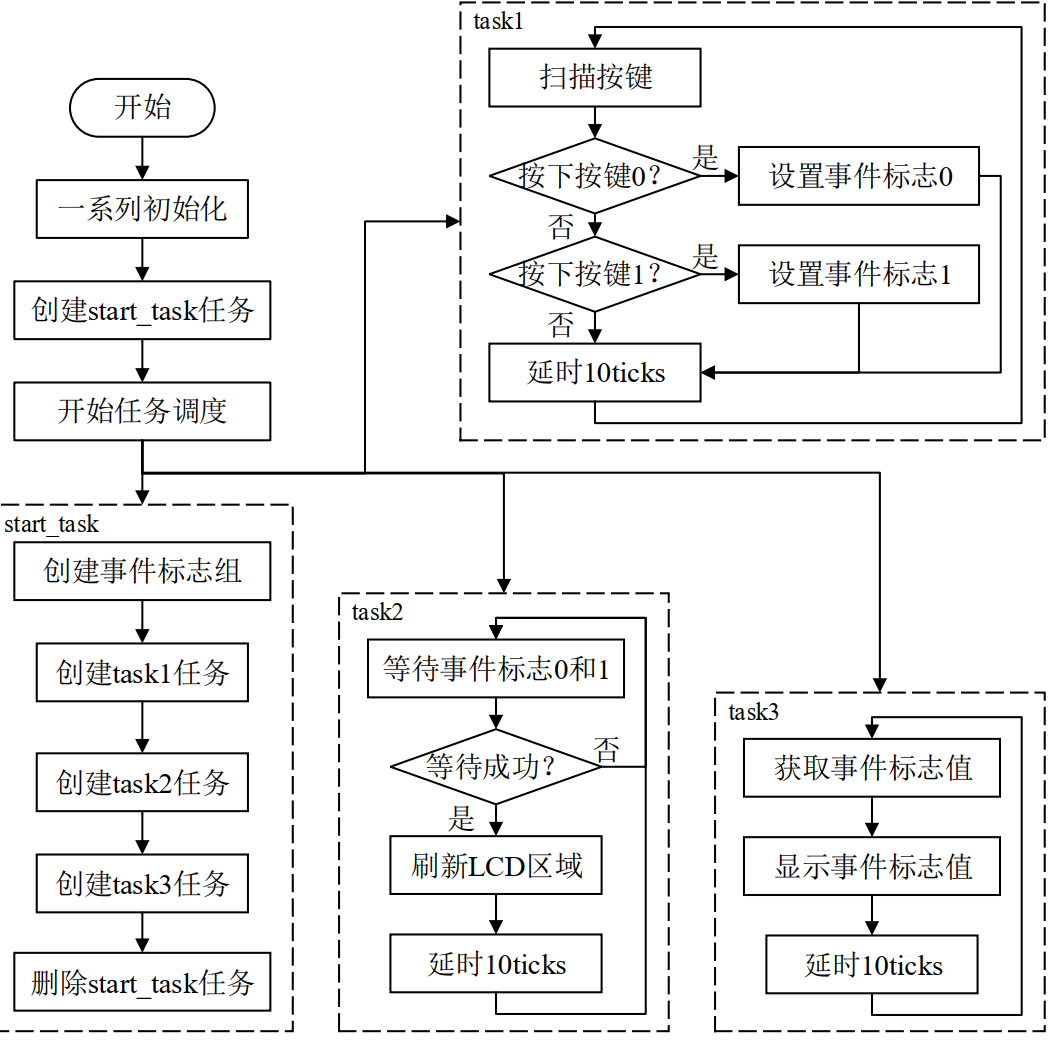 开始
一系列初始化
创建start_task任务
开始任务调度
task1
扫描按键
按下按键0?
是
设置事件标志0
否
按下按键1?
是
设置事件标志1
否
延时10ticks
start_task
创建事件标志组
创建task1任务
创建task2任务
创建task3任务
删除start_task任务
task2
等待事件标志0和1
等待成功?
否
是
刷新LCD区域
延时10ticks
task3
获取事件标志值
显示事件标志值
延时10ticks